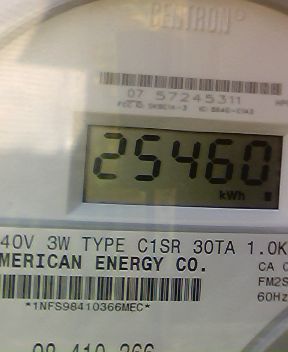 CENTRON®
07 57245311
25460
kWh
40V 3W TYPE C1SR 30TA 1.0K
MERICAN ENERGY CO.
CA
FM2S
60Hz
*1NFS98410366MEC*
98 410 366